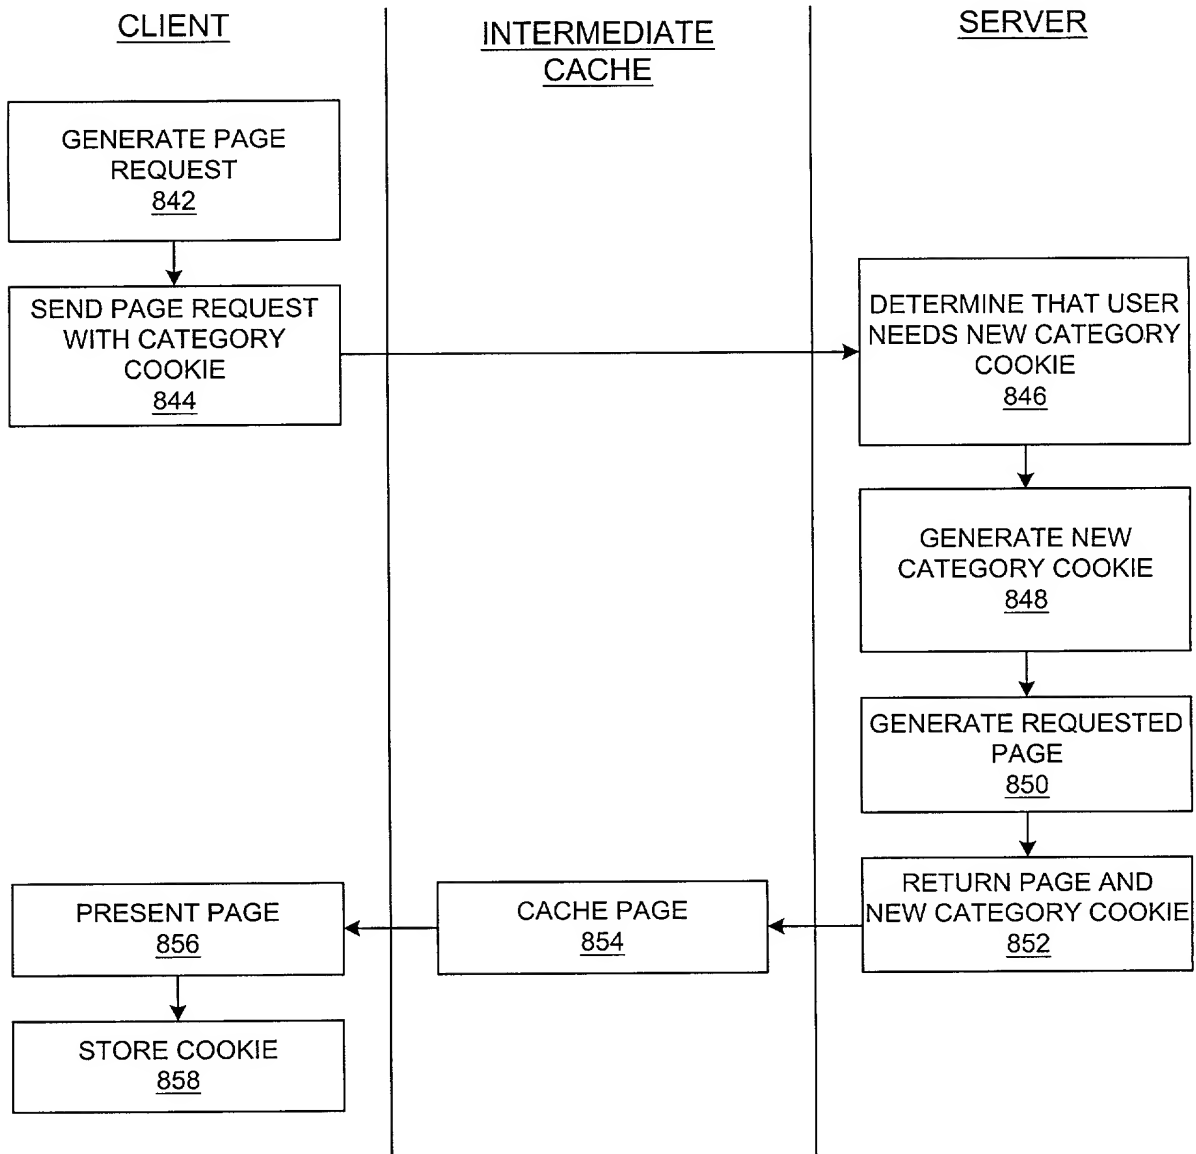 CLIENT
INTERMEDIATE
CACHE
SERVER
GENERATE PAGE
REQUEST
842
SEND PAGE REQUEST
WITH CATEGORY
COOKIE
844
DETERMINE THAT USER
NEEDS NEW CATEGORY
COOKIE
846
GENERATE NEW
CATEGORY COOKIE
848
GENERATE REQUESTED
PAGE
850
RETURN PAGE AND
NEW CATEGORY COOKIE
852
CACHE PAGE
854
PRESENT PAGE
856
STORE COOKIE
858